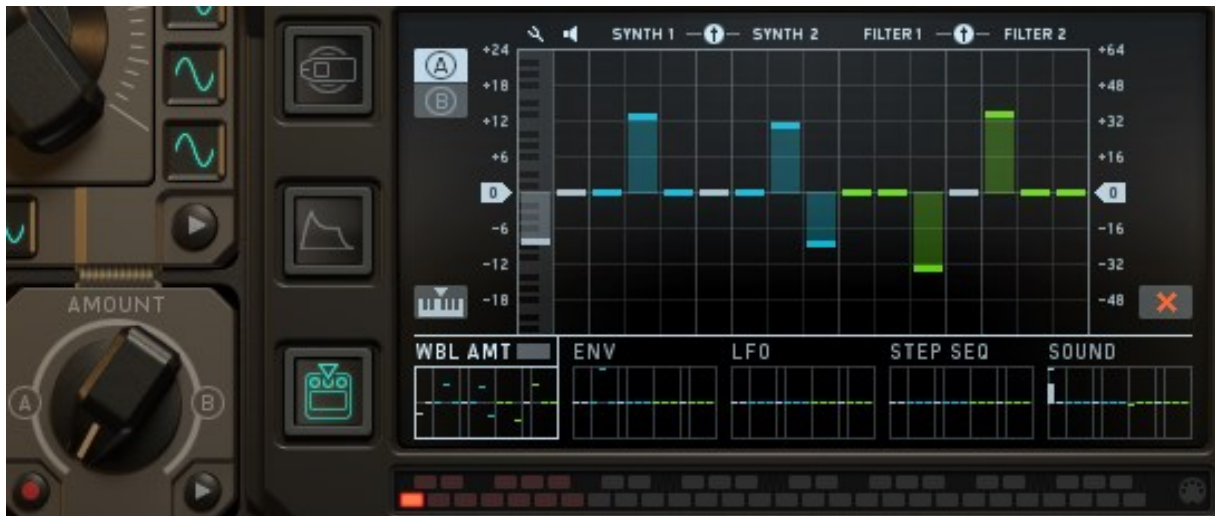 SYNTH 1 SYNTH 2 FILTER 1 FILTER 2
+24 +64
A
+18 +48
B
+12 +32
+6 +16
0 0
-6 -16
-12 -32
-18 -48
AMOUNT
A B
WBL AMT ENV LFO STEP SEQ SOUND